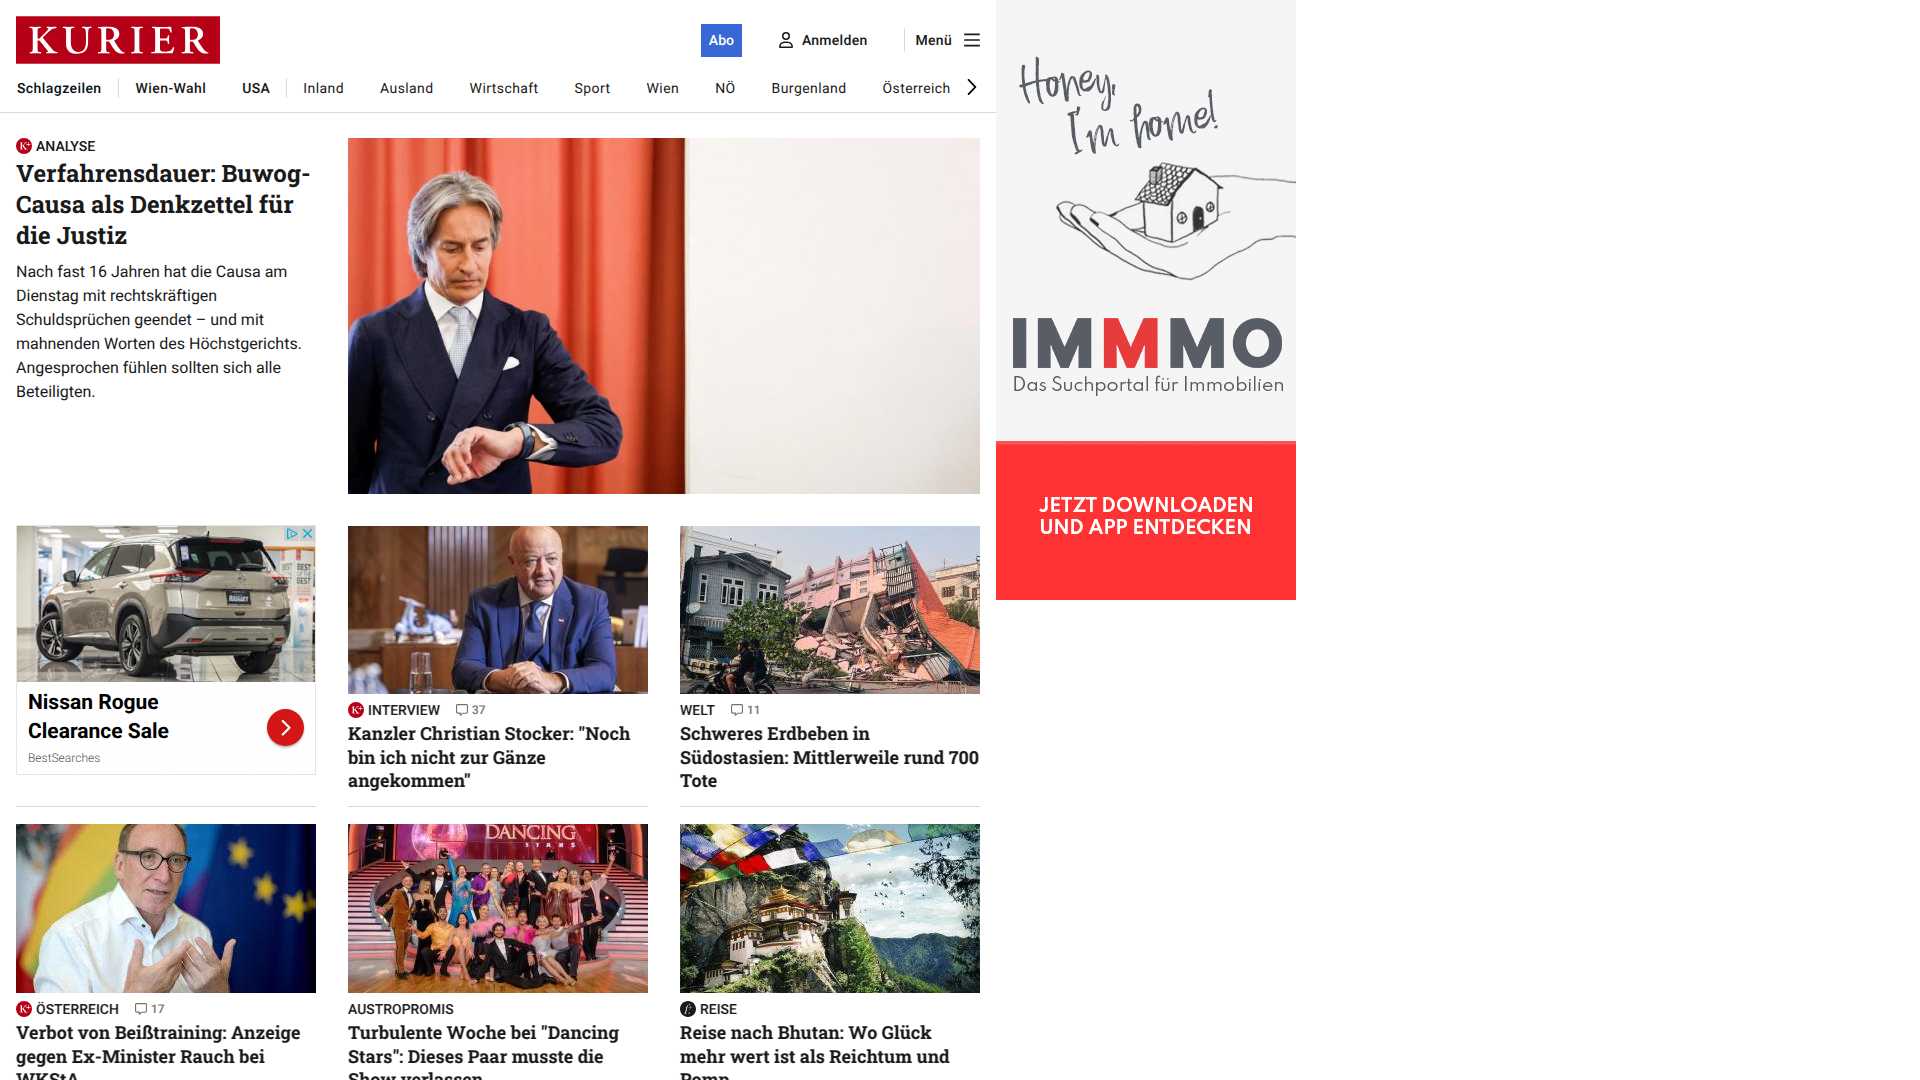 KURIER
Abo
Anmelden
Menü
Schlagzeilen
Wien-Wahl
USA
Inland
Ausland
Wirtschaft
Sport
Wien
NÖ
Burgenland
Österreich
ANALYSE
Verfahrensdauer: Buwog-
Causa als Denkzettel für
die Justiz
Nach fast 16 Jahren hat die Causa am
Dienstag mit rechtskräftigen
Schuldsprüchen geendet – und mit
mahnenden Worten des Höchstgerichts.
Angesprochen fühlen sollten sich alle
Beteiligten.
Honey,
I'm home!
IMMMO
Das Suchportal für Immobilien
JETZT DOWNLOADEN
UND APP ENTDECKEN
Nissan Rogue
Clearance Sale
BestSearches
INTERVIEW 37
Kanzler Christian Stocker: "Noch
bin ich nicht zur Gänze
angekommen"
WELT 11
Schweres Erdbeben in
Südostasien: Mittlerweile rund 700
Tote
ÖSTERREICH 17
Verbot von Beißtraining: Anzeige
gegen Ex-Minister Rauch bei
WKStA
DANCING
STARS
AUSTROPROMIS
Turbulente Woche bei "Dancing
Stars": Dieses Paar musste die
Show verlassen
REISE
Reise nach Bhutan: Wo Glück
mehr wert ist als Reichtum und
Pomp